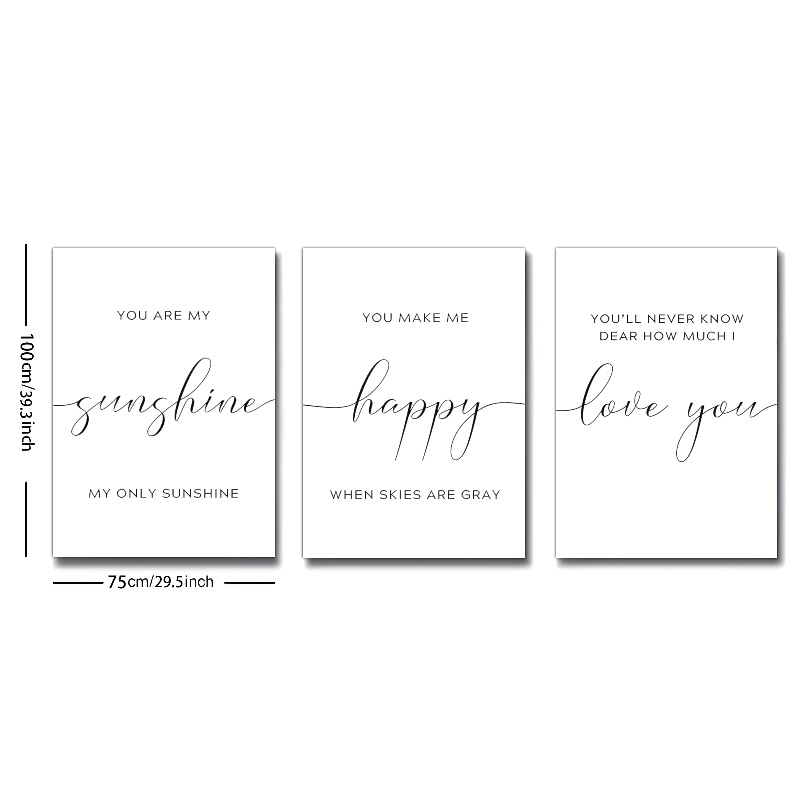 YOU ARE MY
sunshine
MY ONLY SUNSHINE
YOU MAKE ME
happy
WHEN SKIES ARE GRAY
YOU'LL NEVER KNOW
DEAR HOW MUCH I
love you
100cm/39.3inch
75cm/29.5inch